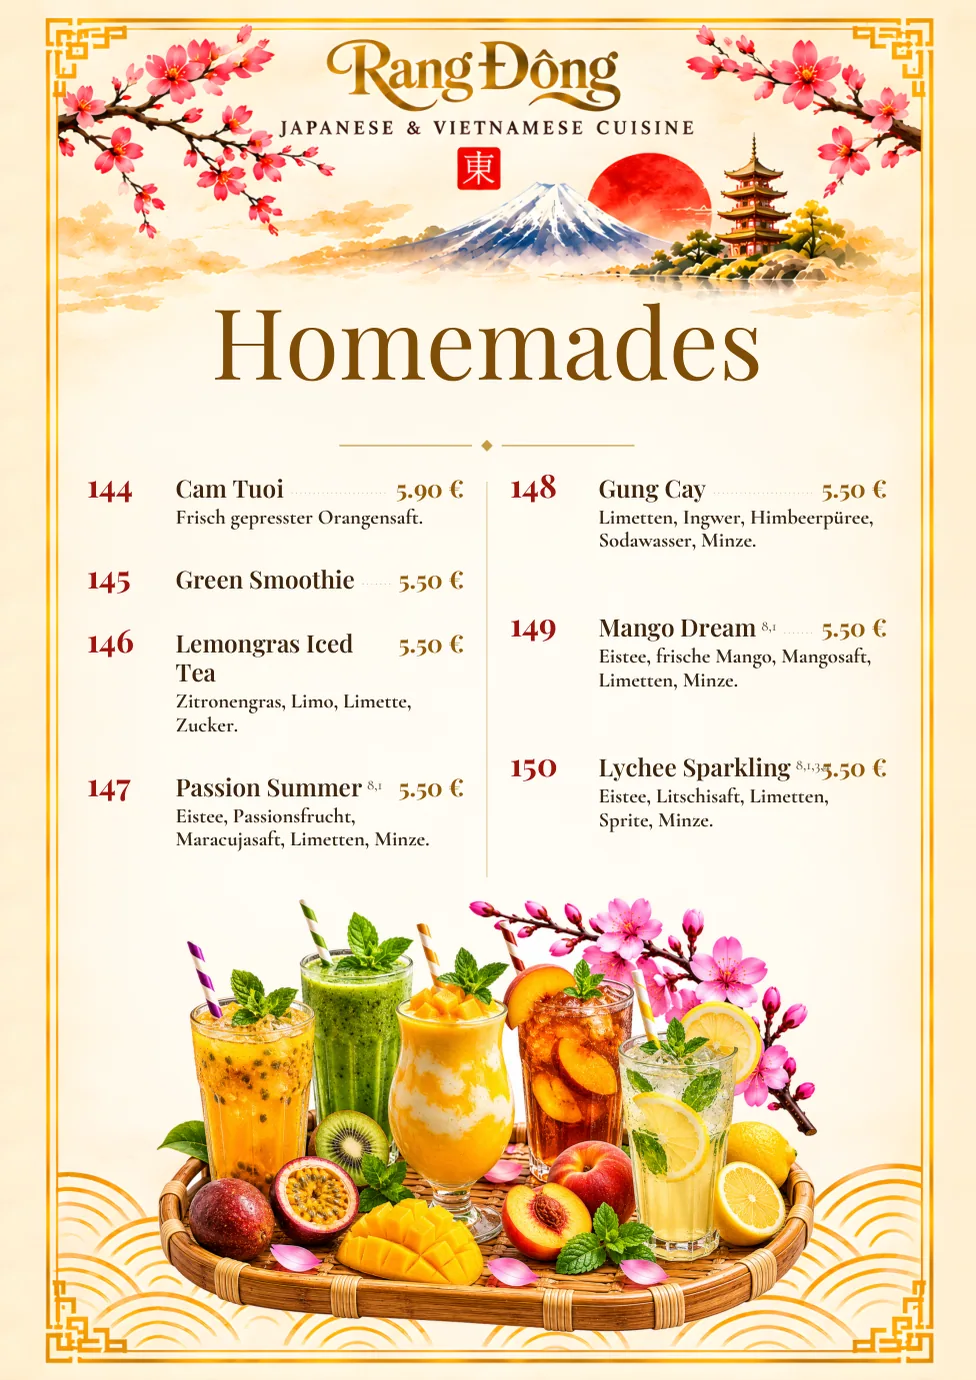 Rang Đông
JAPANESE & VIETNAMESE CUISINE
東
Homemades
144 Cam Tuoi 5.90 €
Frisch gepresster Orangensaft.
145 Green Smoothie 5.50 €
146 Lemongras Iced 5.50 €
Tea
Zitronengras, Limo, Limette,
Zucker.
147 Passion Summer 8,1 5.50 €
Eistee, Passionsfrucht,
Maracujasaft, Limetten, Minze.
148 Gung Cay 5.50 €
Limetten, Ingwer, Himbeerpüree,
Sodawasser, Minze.
149 Mango Dream 8,1 5.50 €
Eistee, frische Mango, Mangosaft,
Limetten, Minze.
150 Lychee Sparkling 8,1,3 5.50 €
Eistee, Litschisaft, Limetten,
Sprite, Minze.